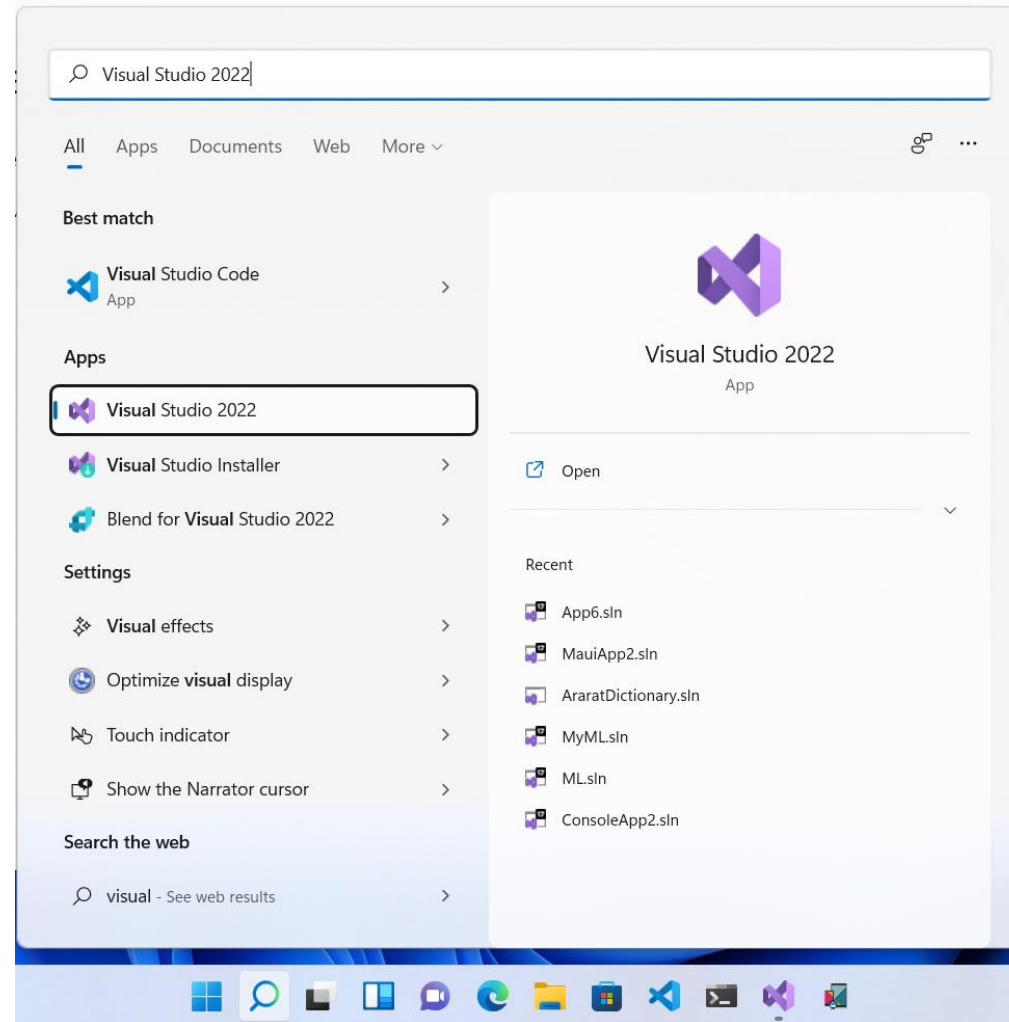 Visual Studio 2022
All Apps Documents Web More
Best match
Visual Studio Code
App
Apps
Visual Studio 2022
Visual Studio Installer
Blend for Visual Studio 2022
Settings
Visual effects
Optimize visual display
Touch indicator
Show the Narrator cursor
Search the web
visual - See web results
Visual Studio 2022
App
Open
Recent
App6.sln
MauiApp2.sln
AraratDictionary.sln
MyML.sln
ML.sln
ConsoleApp2.sln